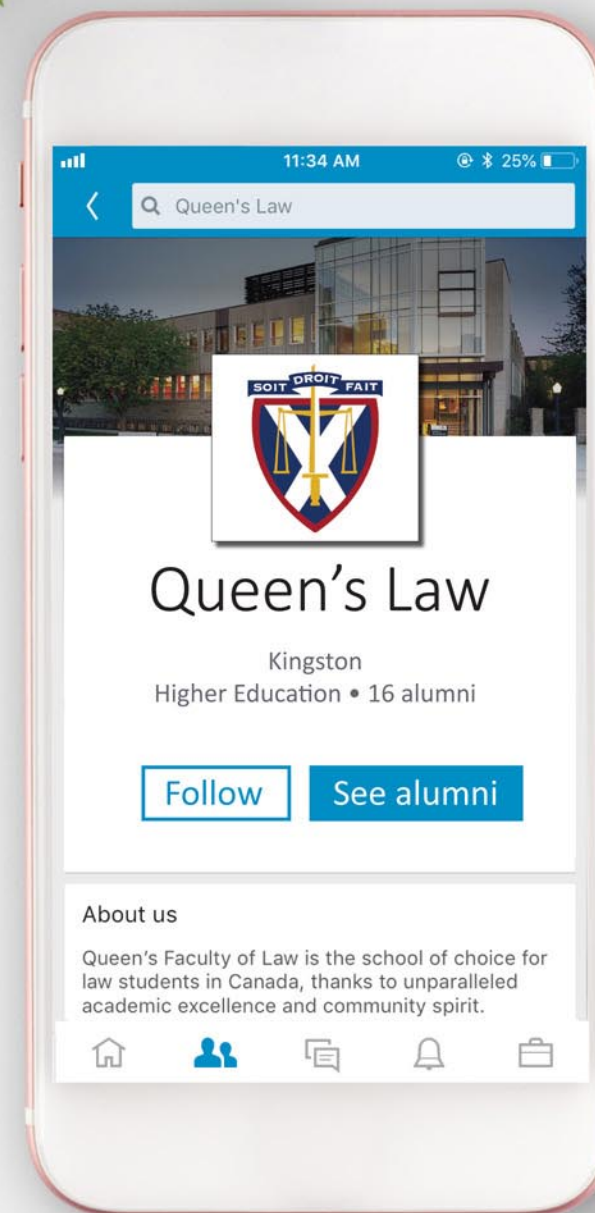 11:34 AM
25%
Queen's Law
SOIT DROIT FAIT
Queen's Law
Kingston
Higher Education • 16 alumni
Follow
See alumni
About us
Queen's Faculty of Law is the school of choice for
law students in Canada, thanks to unparalleled
academic excellence and community spirit.